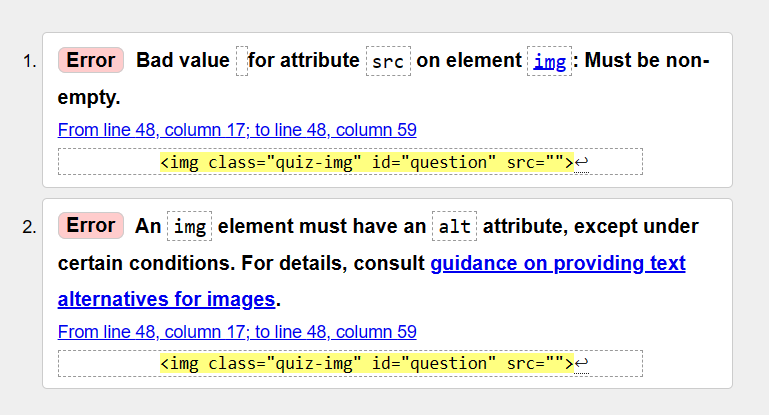 1. Error Bad value for attribute src on element img: Must be non-
empty.
From line 48, column 17; to line 48, column 59
<img class="quiz-img" id="question" src="">↩
2. Error An img element must have an alt attribute, except under
certain conditions. For details, consult guidance on providing text
alternatives for images.
From line 48, column 17; to line 48, column 59
<img class="quiz-img" id="question" src="">↩